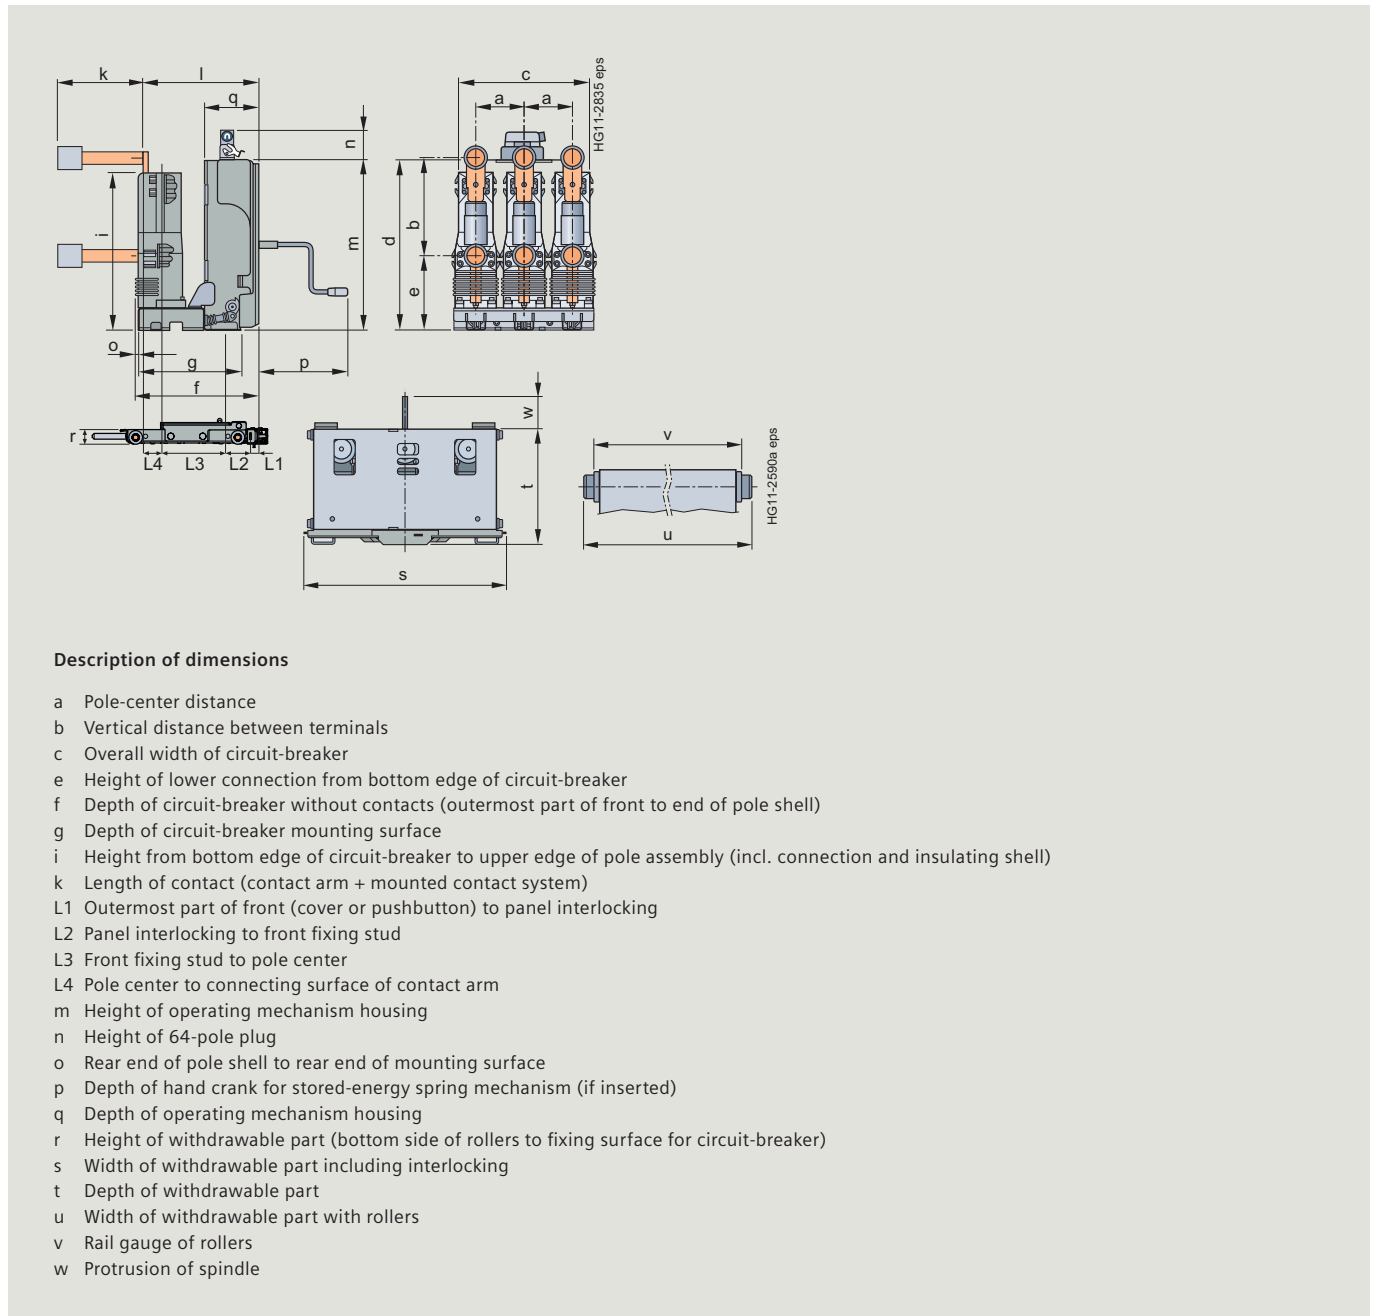 k
l
c
q
a
a
n
HG11-2835 eps
i
m
d
b
e
o
g
p
f
r
L4
L3
L2
L1
w
t
s
v
u
HG11-2590a eps
Description of dimensions
a Pole-center distance
b Vertical distance between terminals
c Overall width of circuit-breaker
e Height of lower connection from bottom edge of circuit-breaker
f Depth of circuit-breaker without contacts (outermost part of front to end of pole shell)
g Depth of circuit-breaker mounting surface
i Height from bottom edge of circuit-breaker to upper edge of pole assembly (incl. connection and insulating shell)
k Length of contact (contact arm + mounted contact system)
L1 Outermost part of front (cover or pushbutton) to panel interlocking
L2 Panel interlocking to front fixing stud
L3 Front fixing stud to pole center
L4 Pole center to connecting surface of contact arm
m Height of operating mechanism housing
n Height of 64-pole plug
o Rear end of pole shell to rear end of mounting surface
p Depth of hand crank for stored-energy spring mechanism (if inserted)
q Depth of operating mechanism housing
r Height of withdrawable part (bottom side of rollers to fixing surface for circuit-breaker)
s Width of withdrawable part including interlocking
t Depth of withdrawable part
u Width of withdrawable part with rollers
v Rail gauge of rollers
w Protrusion of spindle